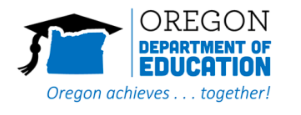 OREGON
DEPARTMENT OF
EDUCATION
Oregon achieves . . . together!